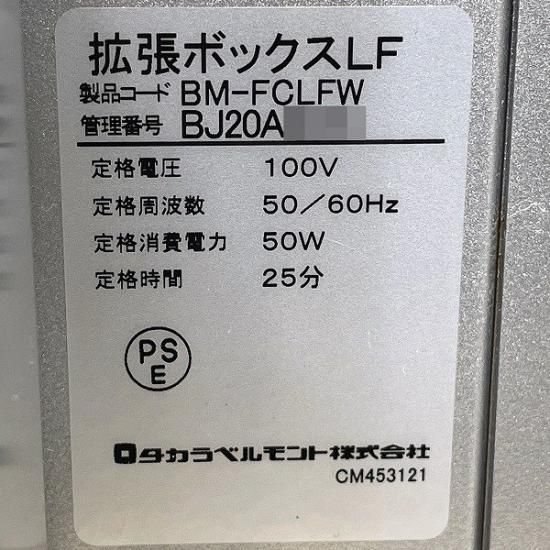 拡張ボックスLF
製品コード BM-FCLFW
管理番号 BJ20A
定格電圧 100V
定格周波数 50／60Hz
定格消費電力 50W
定格時間 25分
PS
E
タカラベルモント株式会社
CM453121